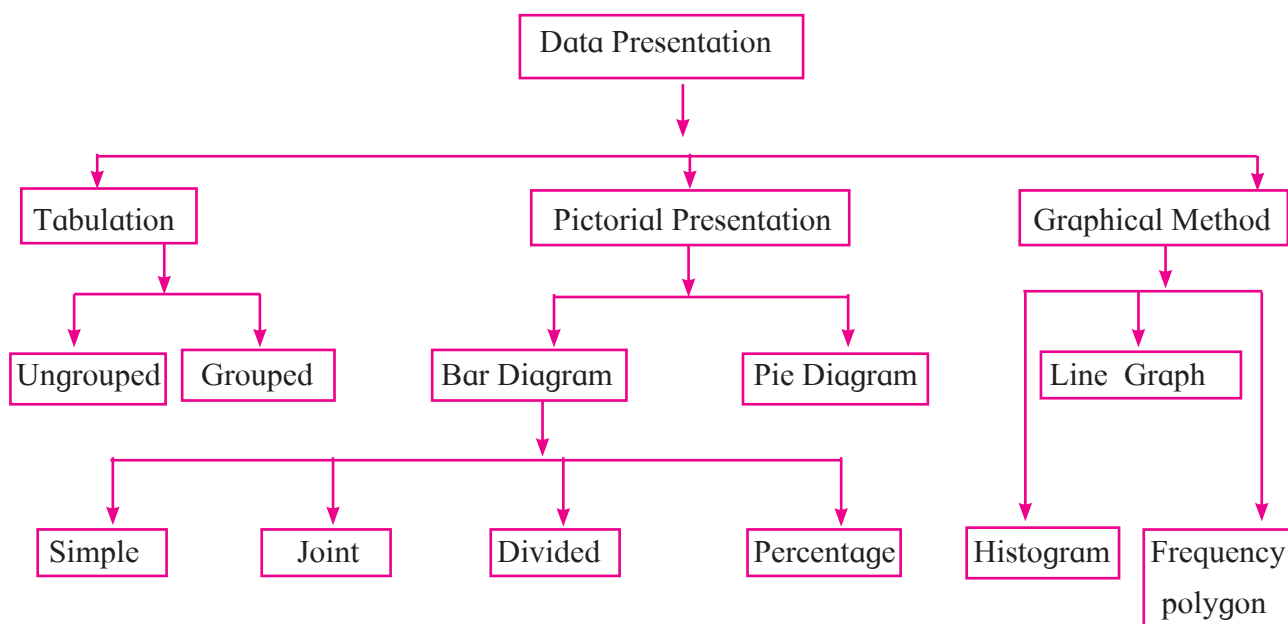 Data Presentation
Tabulation
Pictorial Presentation
Graphical Method
Ungrouped
Grouped
Bar Diagram
Pie Diagram
Line Graph
Simple
Joint
Divided
Percentage
Histogram
Frequency
polygon